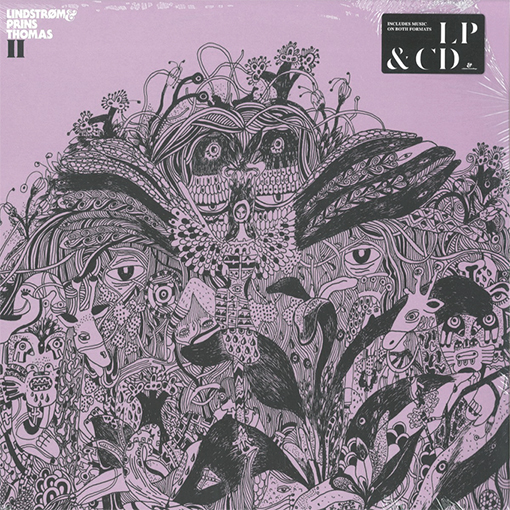 LINDSTRØM &
PRINS
THOMAS
II
INCLUDES MUSIC
ON BOTH FORMATS
LP
& CD